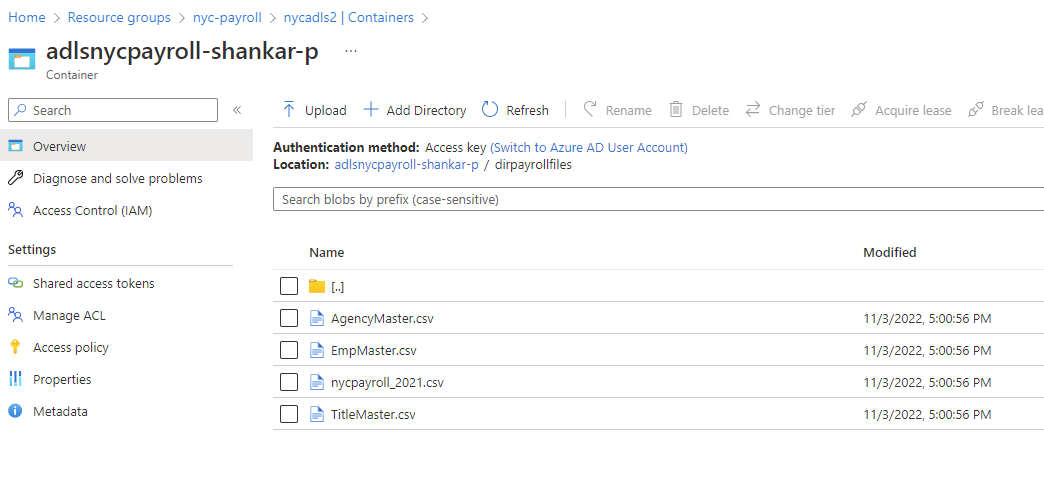 Home > Resource groups > nyc-payroll > nycadls2 | Containers >
adlsnycpayroll-shankar-p ...
Container
Search «
Upload + Add Directory Refresh Rename Delete Change tier Acquire lease Break lea
Overview
Diagnose and solve problems
Access Control (IAM)
Settings
Shared access tokens
Manage ACL
Access policy
Properties
Metadata
Authentication method: Access key (Switch to Azure AD User Account)
Location: adlsnycpayroll-shankar-p / dirpayrollfiles
Search blobs by prefix (case-sensitive)
Name Modified
[..]
AgencyMaster.csv 11/3/2022, 5:00:56 PM
EmpMaster.csv 11/3/2022, 5:00:56 PM
nycpayroll_2021.csv 11/3/2022, 5:00:56 PM
TitleMaster.csv 11/3/2022, 5:00:56 PM